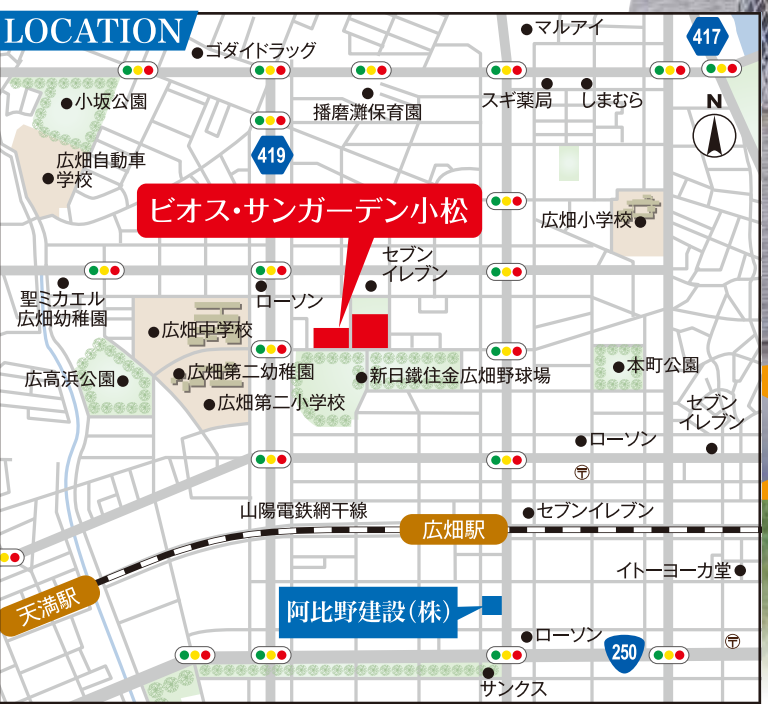 LOCATION
ゴダイドラッグ
マルアイ
417
小坂公園
播磨灘保育園
スギ薬局
しまむら
N
広畑自動車
学校
419
ビオス・サンガーデン小松
広畑小学校
セブン
イレブン
聖ミカエル
広畑幼稚園
ローソン
広畑中学校
広高浜公園
広畑第二幼稚園
新日鐵住金広畑野球場
本町公園
広畑第二小学校
セブン
イレブン
ローソン
〒
山陽電鉄網干線
セブンイレブン
広畑駅
イトーヨーカ堂
天満駅
阿比野建設(株)
ローソン
250
〒
サンクス